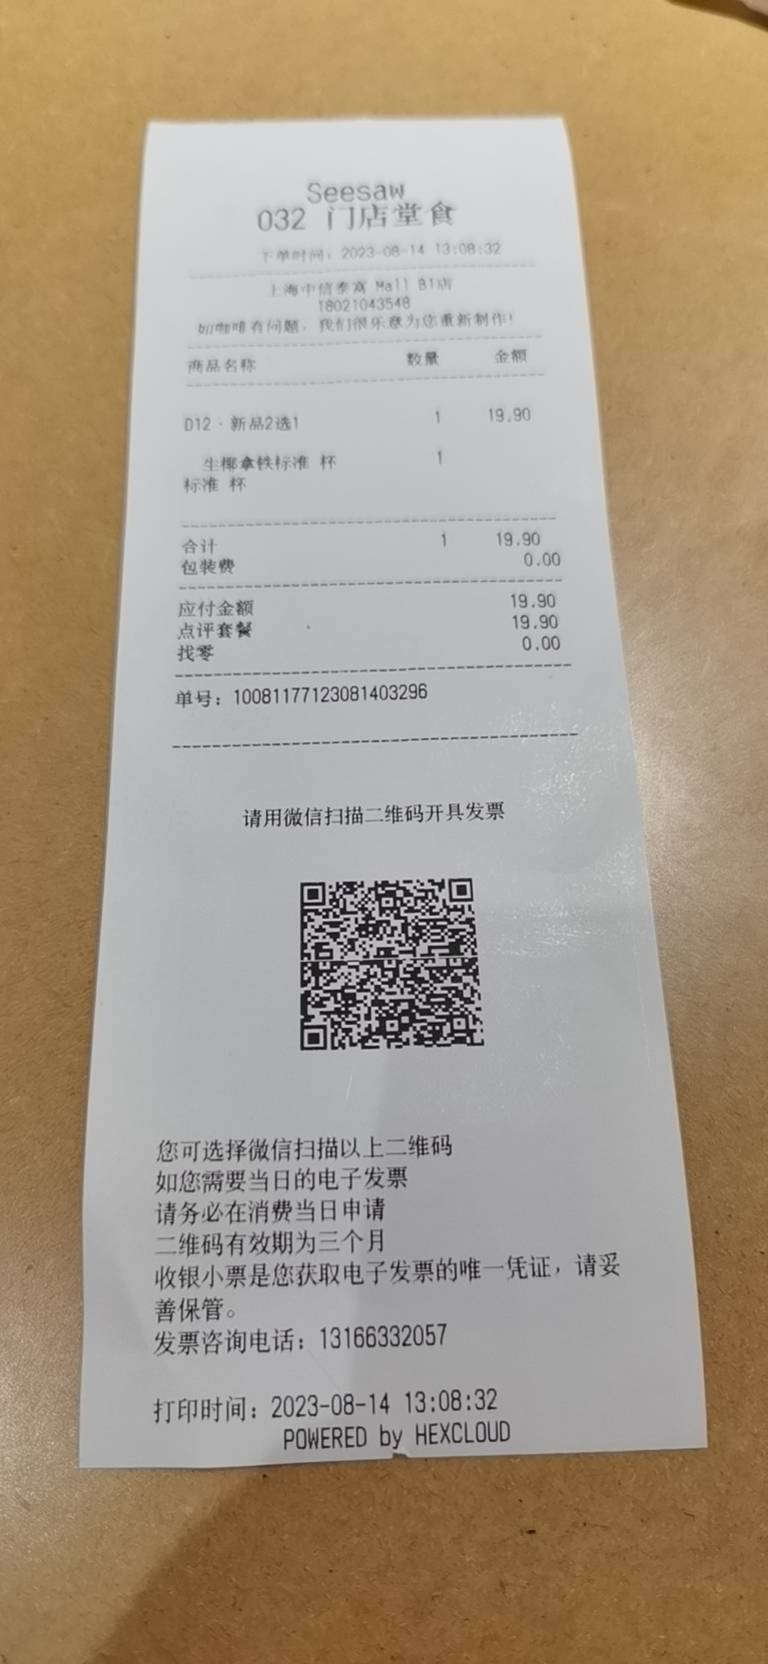 Seesaw
032 门店堂食
下单时间：2023-08-14 13:08:32
上海中信泰富 Mall B1店
18021043548
如咖啡有问题，我们很乐意为您重新制作！
商品名称 数量 金额
D12·新品2选1 1 19.90
生椰拿铁标准 杯 1
标准 杯
合计 1 19.90
包装费 0.00
应付金额 19.90
点评套餐 19.90
找零 0.00
单号：10081177123081403296
请用微信扫描二维码开具发票
您可选择微信扫描以上二维码
如您需要当日的电子发票
请务必在消费当日申请
二维码有效期为三个月
收银小票是您获取电子发票的唯一凭证，请妥
善保管。
发票咨询电话：13166332057
打印时间：2023-08-14 13:08:32
POWERED by HEXCLOUD